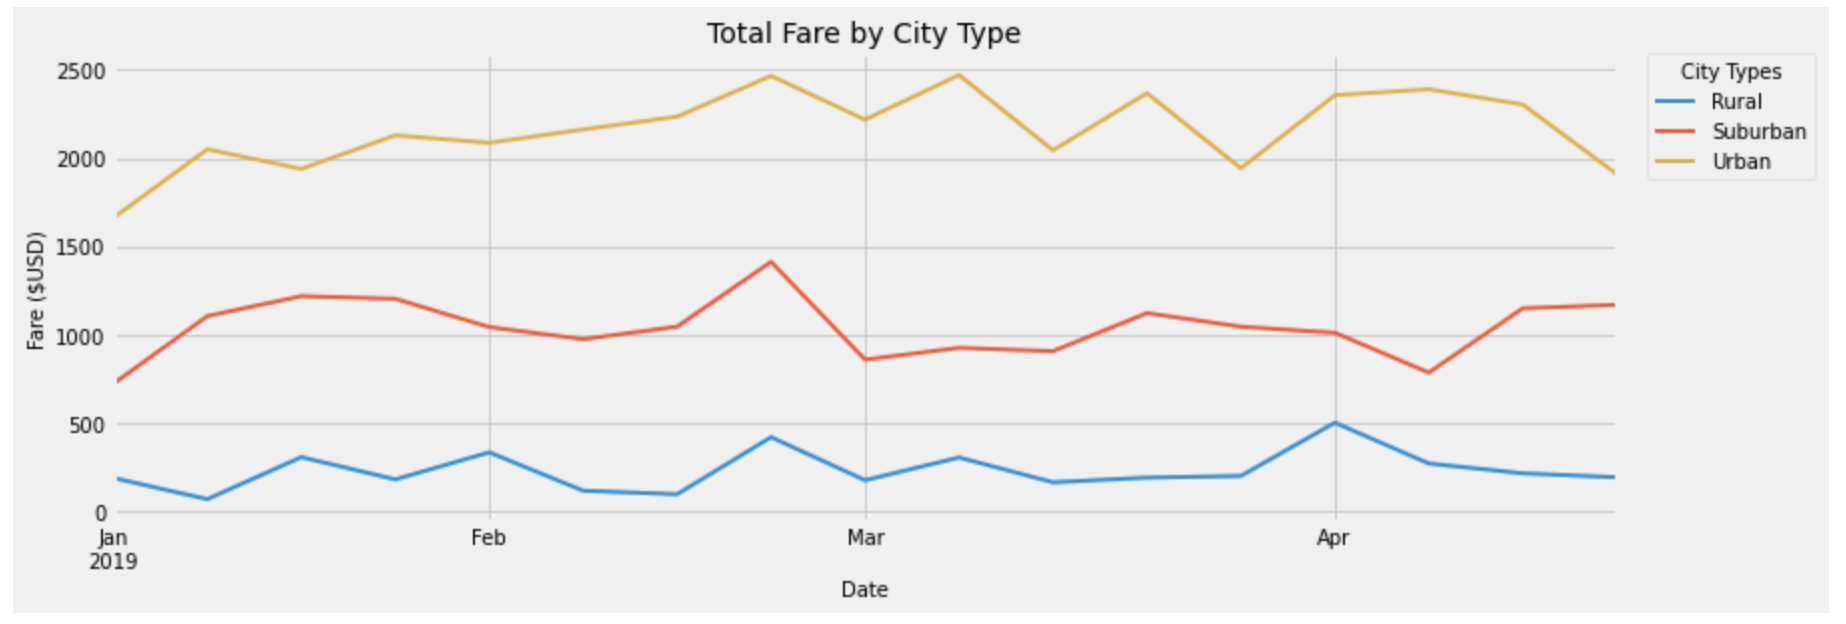 Total Fare by City Type
2500
2000
1500
1000
500
0
Fare ($USD)
Jan
2019
Feb
Mar
Apr
Date
City Types
Rural
Suburban
Urban